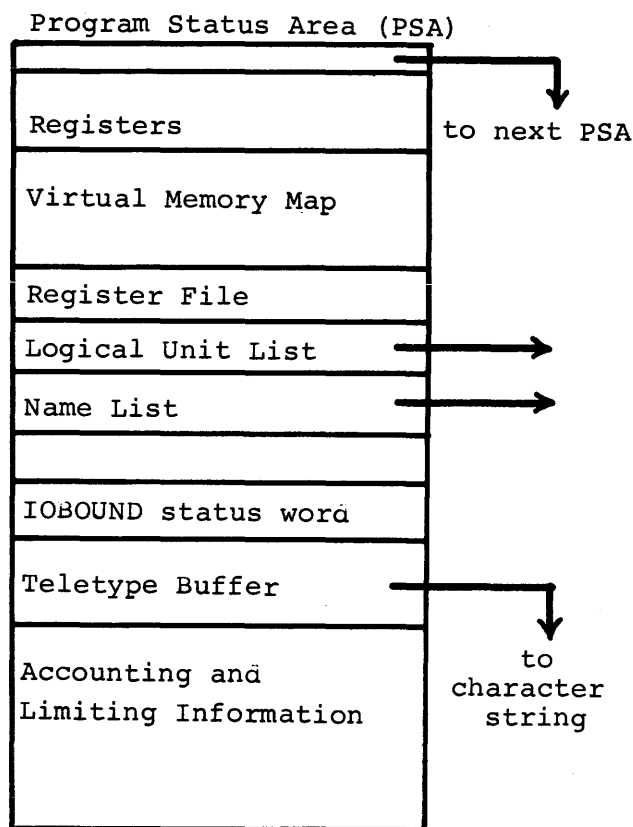 Program Status Area (PSA)
Registers
to next PSA
Virtual Memory Map
Register File
Logical Unit List
Name List
IOBOUND status word
Teletype Buffer
to
character
string
Accounting and
Limiting Information